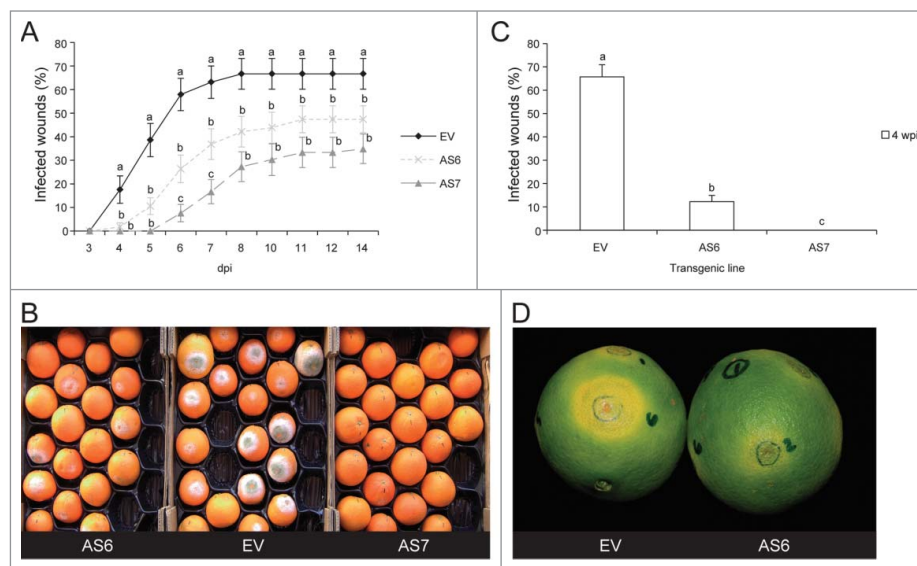 A
Infected wounds (%)
80
70
60
50
40
30
20
10
0
a
a
a
a
a
a
a
a
a
b
b
b
b
b
b
b
b
b
b
b
c
c
b
b
b
b
b
3
4
5
6
7
8
10
11
12
14
dpi
EV
AS6
AS7
C
Infected wounds (%)
80
70
60
50
40
30
20
10
0
a
b
c
EV
AS6
AS7
Transgenic line
4 wpi
B
AS6
EV
AS7
D
EV
AS6